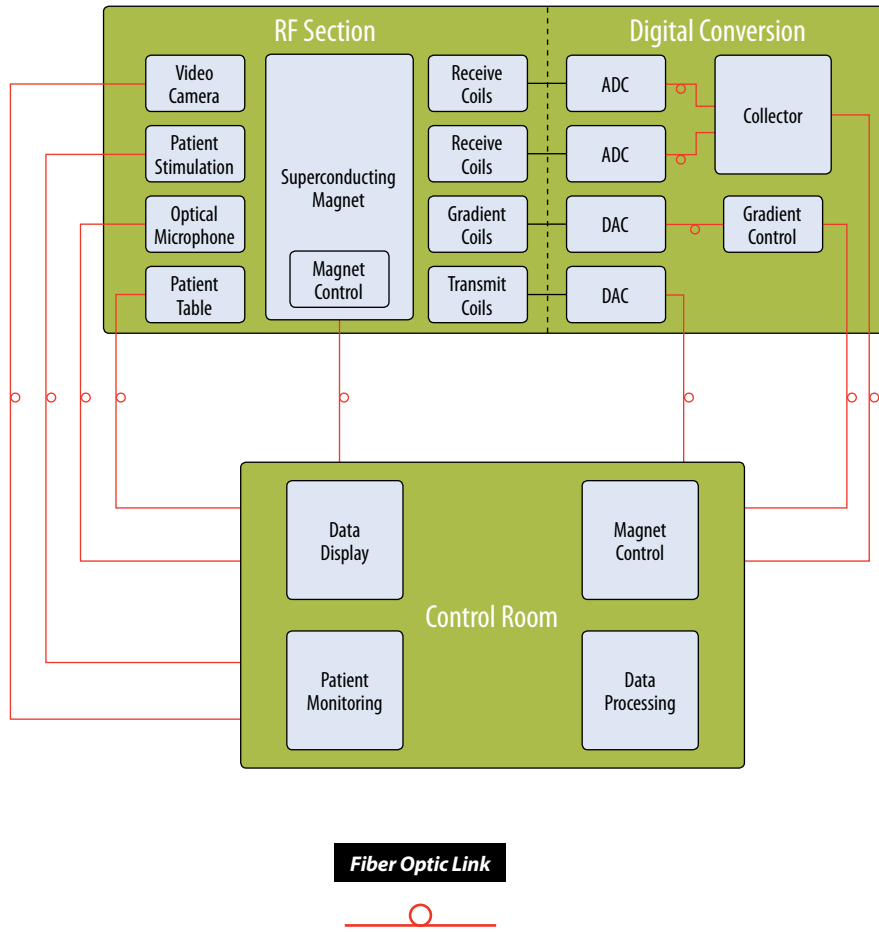 RF Section
Digital Conversion
Video
Camera
Patient
Stimulation
Optical
Microphone
Patient
Table
Superconducting
Magnet
Magnet
Control
Receive
Coils
Receive
Coils
Gradient
Coils
Transmit
Coils
ADC
ADC
DAC
DAC
Collector
Gradient
Control
Data
Display
Magnet
Control
Control Room
Patient
Monitoring
Data
Processing
Fiber Optic Link